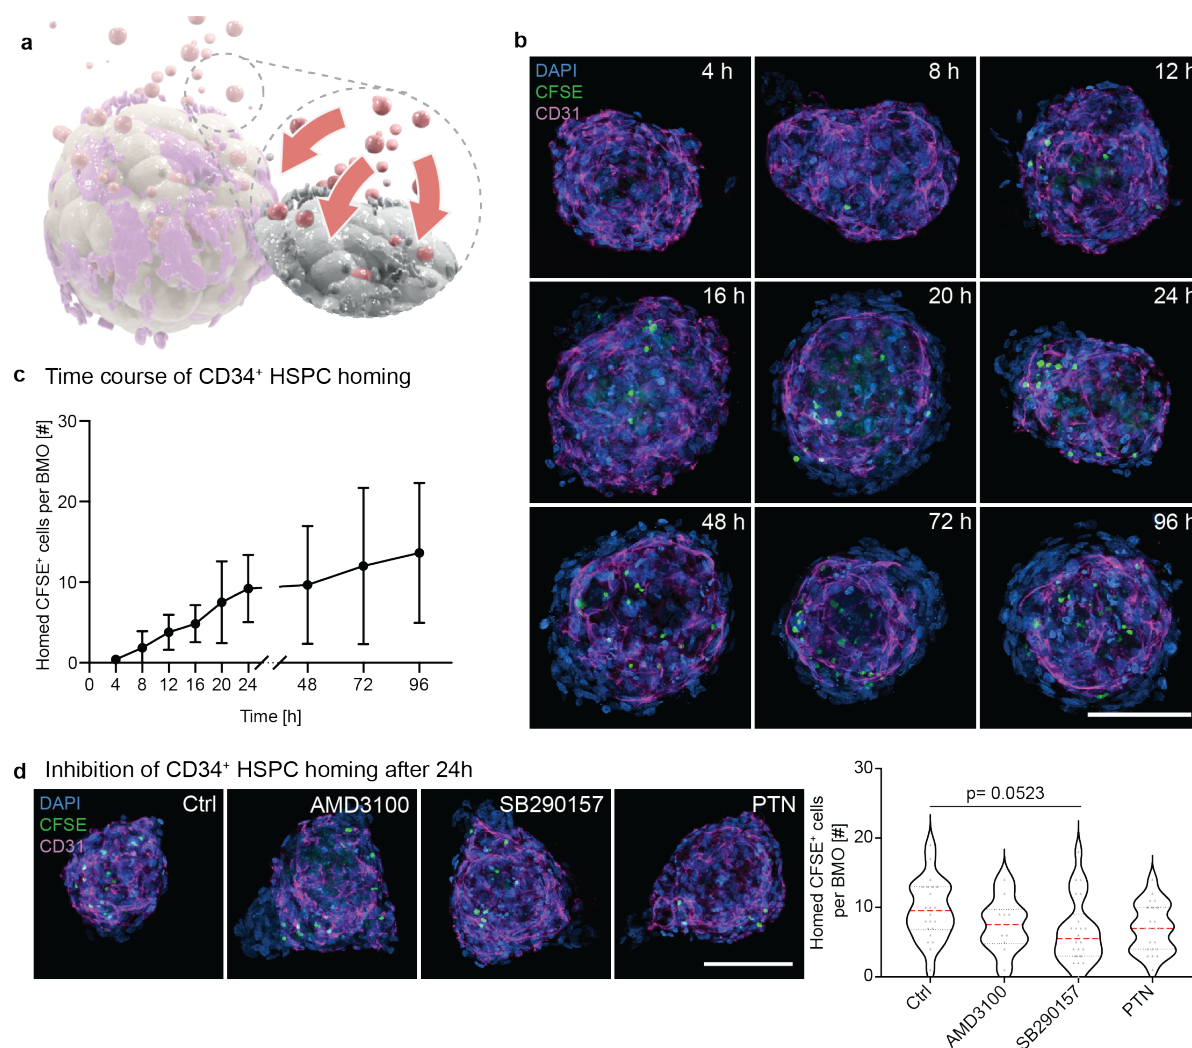 a
b
DAPI
CFSE
CD31
4 h
8 h
12 h
16 h
20 h
24 h
48 h
72 h
96 h
c Time course of CD34⁺ HSPC homing
Homed CFSE⁺ cells per BMO [#]
30
20
10
0
0 4 8 12 16 20 24 48 72 96
Time [h]
d Inhibition of CD34⁺ HSPC homing after 24h
DAPI
CFSE
CD31
Ctrl
AMD3100
SB290157
PTN
Homed CFSE⁺ cells
per BMO [#]
30
20
10
0
p= 0.0523
Ctrl
AMD3100
SB290157
PTN